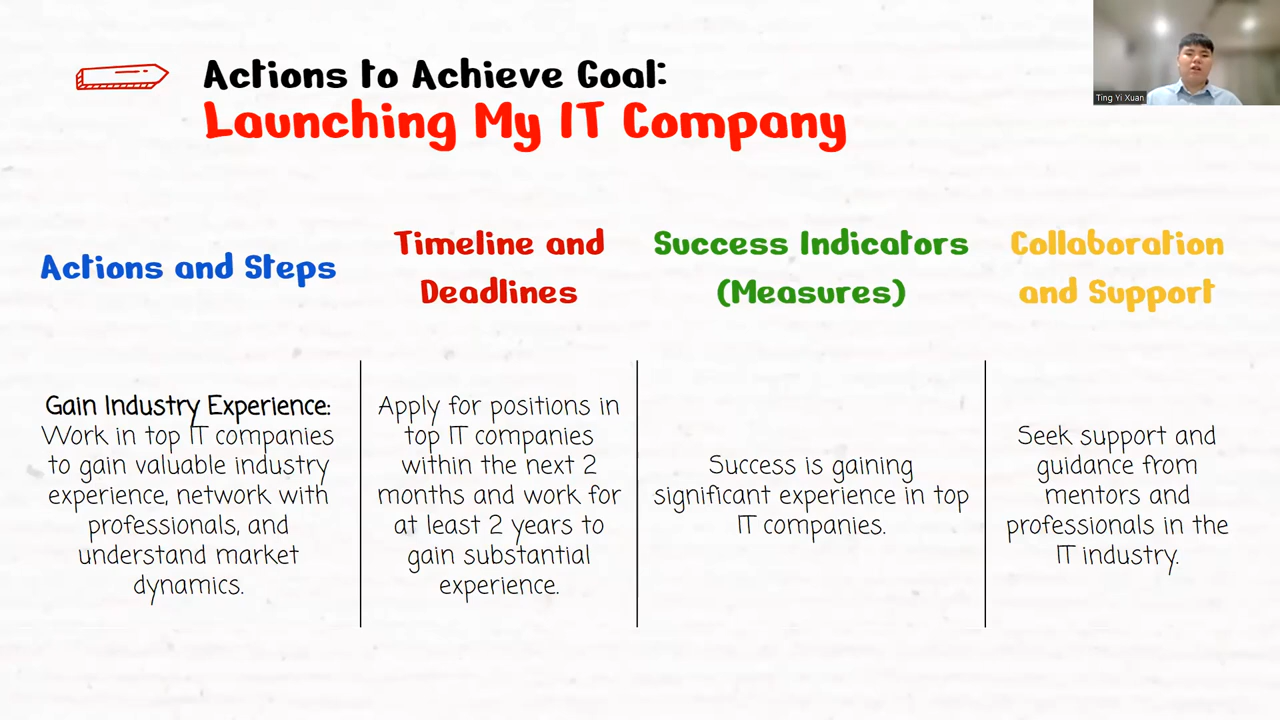 Actions to Achieve Goal:
Launching My IT Company
Ting Yi Xuan
Actions and Steps
Timeline and
Deadlines
Success Indicators
(Measures)
Collaboration
and Support
Gain Industry Experience:
Work in top IT companies
to gain valuable industry
experience, network with
professionals, and
understand market
dynamics.
Apply for positions in
top IT companies
within the next 2
months and work for
at least 2 years to
gain substantial
experience.
Success is gaining
significant experience in top
IT companies.
Seek support and
guidance from
mentors and
professionals in the
IT industry.